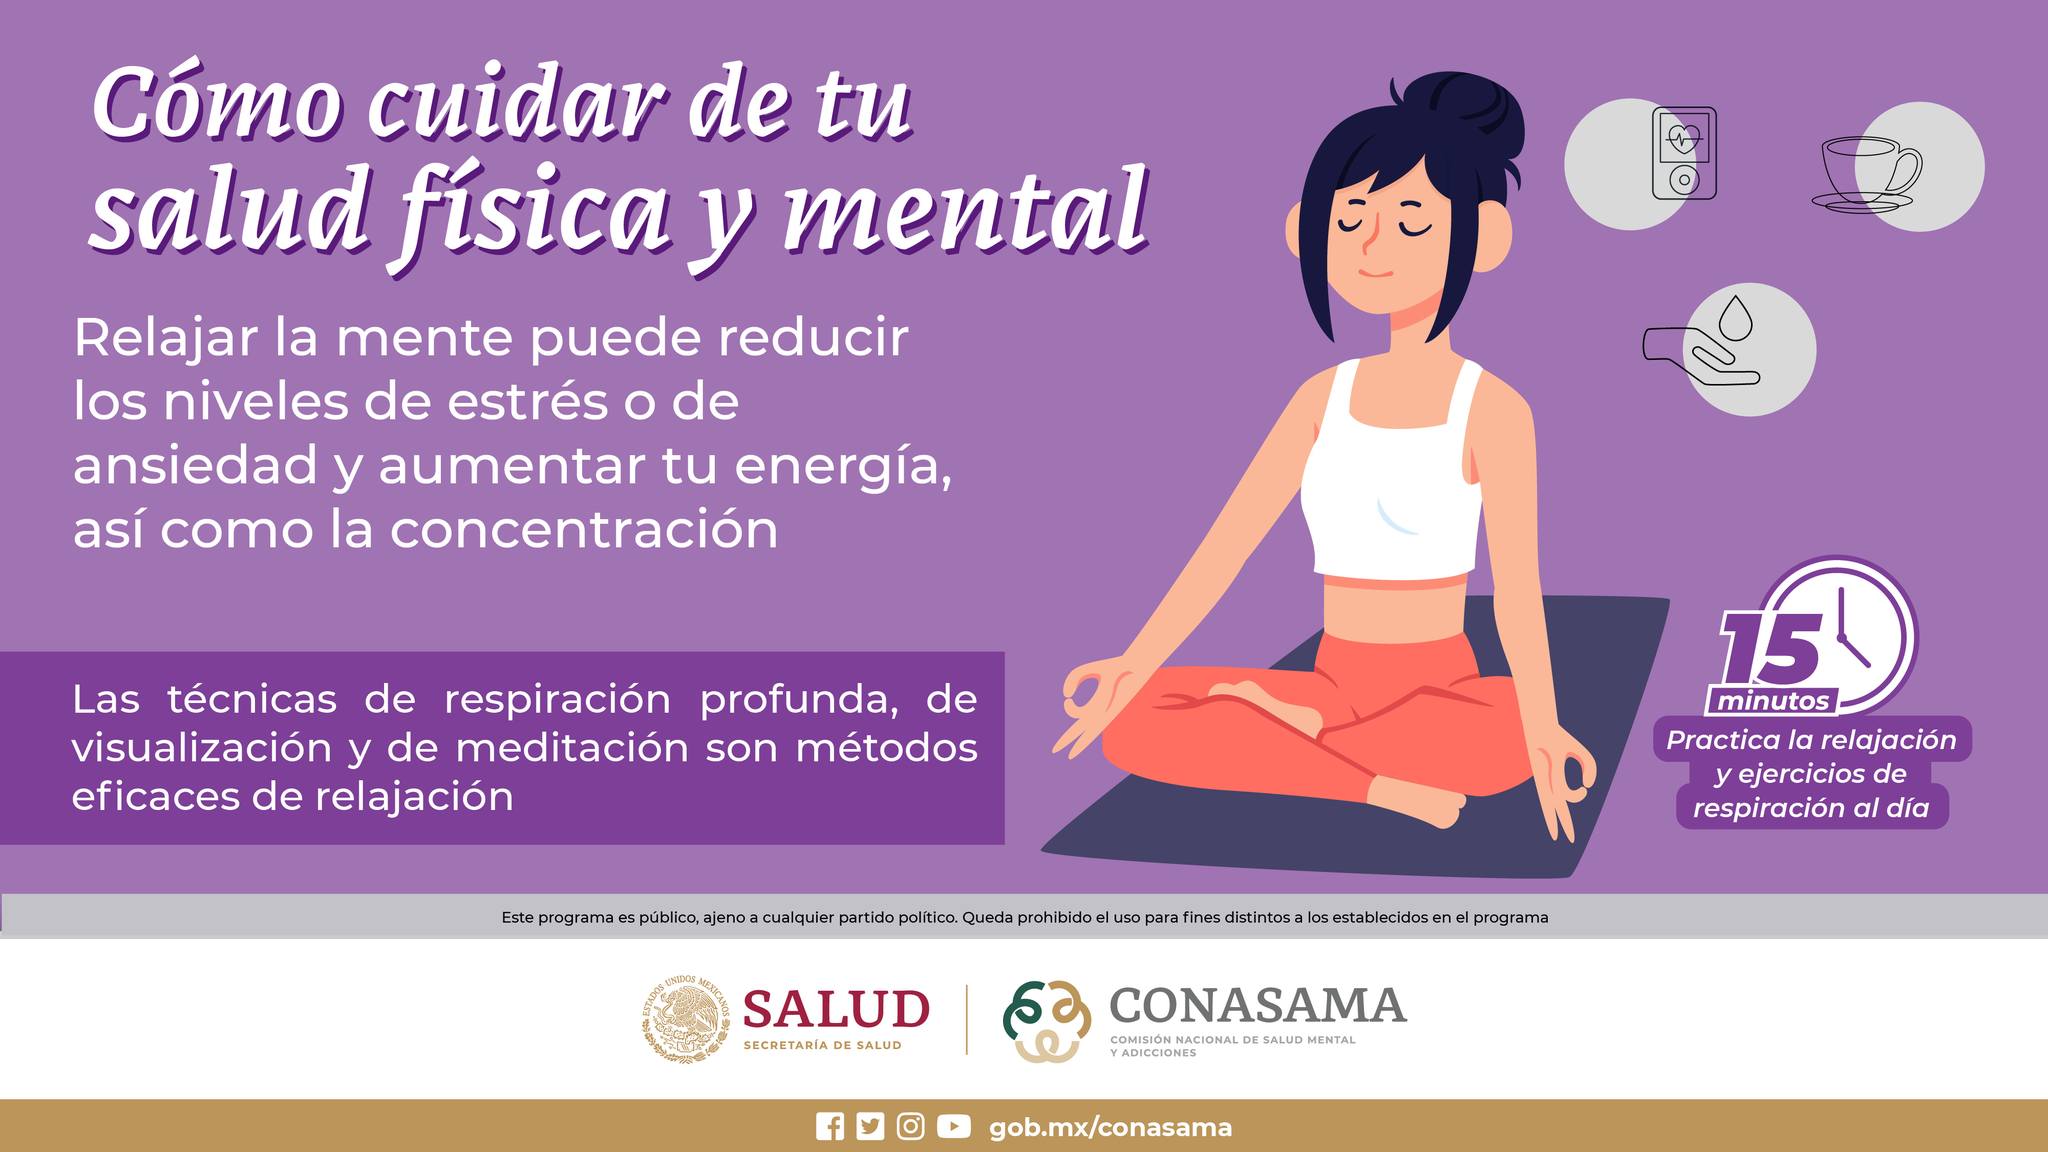 Cómo cuidar de tu
salud física y mental
Relajar la mente puede reducir
los niveles de estrés o de
ansiedad y aumentar tu energía,
así como la concentración
Las técnicas de respiración profunda, de
visualización y de meditación son métodos
eficaces de relajación
15
minutos
Practica la relajación
y ejercicios de
respiración al día
Este programa es público, ajeno a cualquier partido político. Queda prohibido el uso para fines distintos a los establecidos en el programa
ESTADOS UNIDOS MEXICANOS
SALUD
SECRETARÍA DE SALUD
CONASAMA
COMISIÓN NACIONAL DE SALUD MENTAL
Y ADICCIONES
gob.mx/conasama